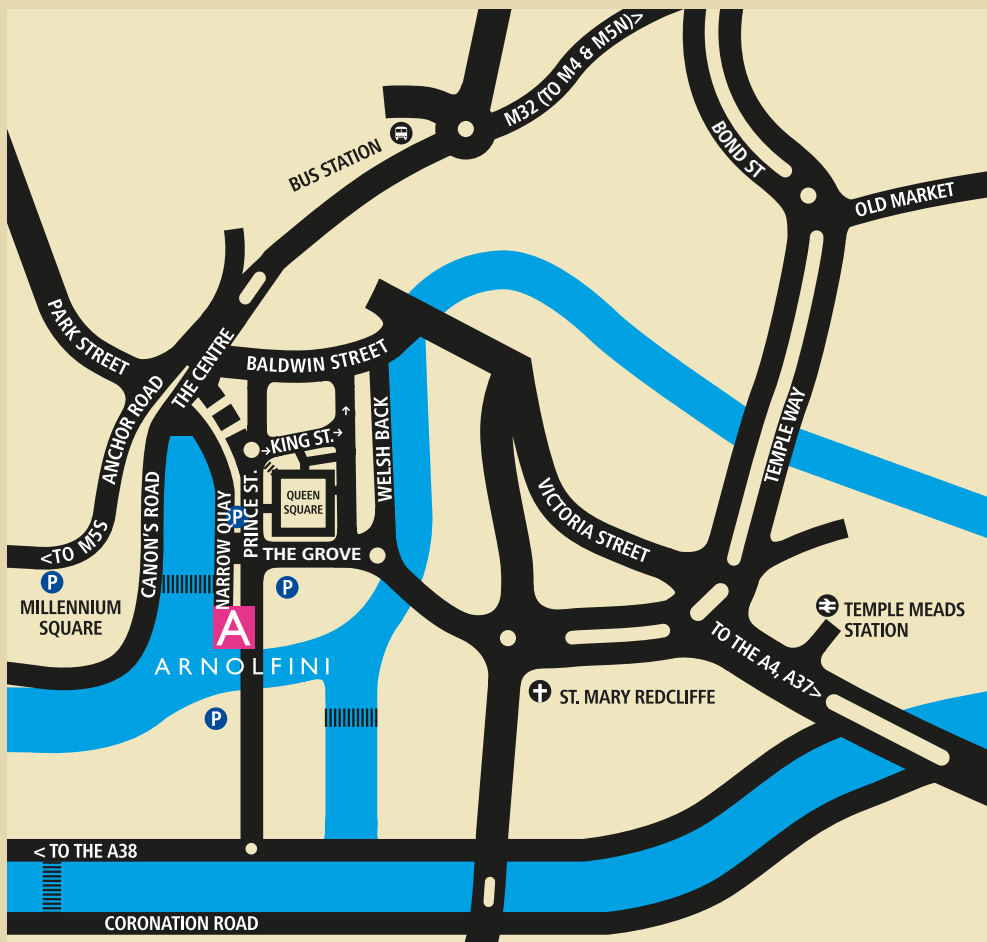 M32 (TO M4 & M5N)>
BUS STATION
BOND ST
OLD MARKET
PARK STREET
THE CENTRE
BALDWIN STREET
ANCHOR ROAD
→KING ST.→
WELSH BACK
TEMPLE WAY
CANON'S ROAD
NARROW QUAY
PRINCE ST.
QUEEN
SQUARE
VICTORIA STREET
P
<TO M5S
THE GROVE
P
MILLENNIUM
SQUARE
P
A
ARNOLFINI
TEMPLE MEADS
STATION
TO THE A4, A37>
ST. MARY REDCLIFFE
P
< TO THE A38
CORONATION ROAD